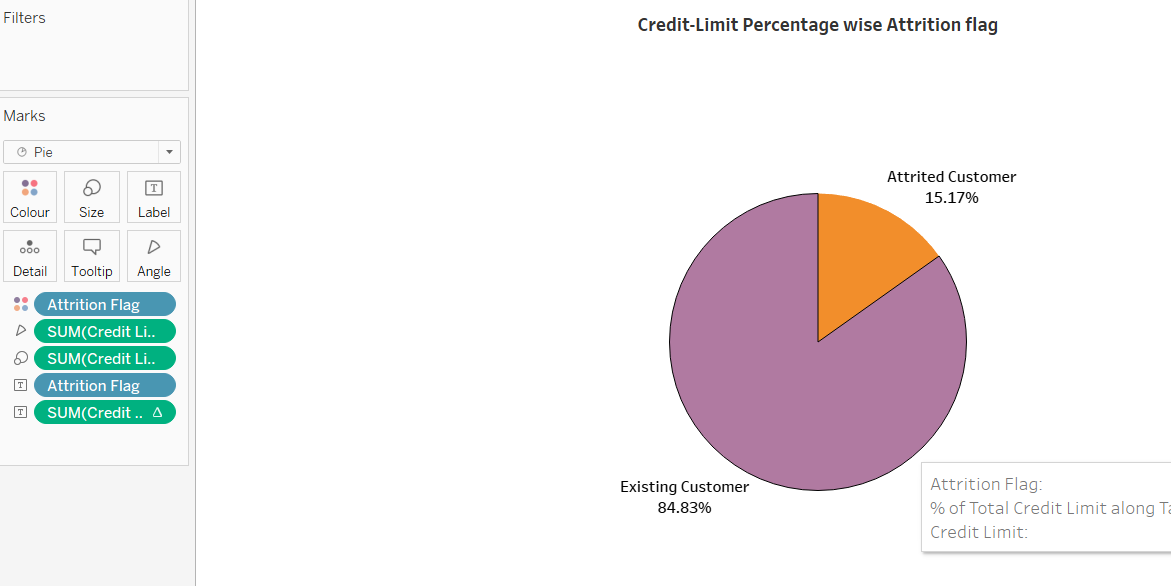 Filters
Credit-Limit Percentage wise Attrition flag
Marks
Pie
Colour
Size
T
Label
Detail
Tooltip
Angle
Attrition Flag
SUM(Credit Li..
SUM(Credit Li..
T
Attrition Flag
T
SUM(Credit .. Δ
Attrited Customer
15.17%
Existing Customer
84.83%
Attrition Flag:
% of Total Credit Limit along Ta
Credit Limit: